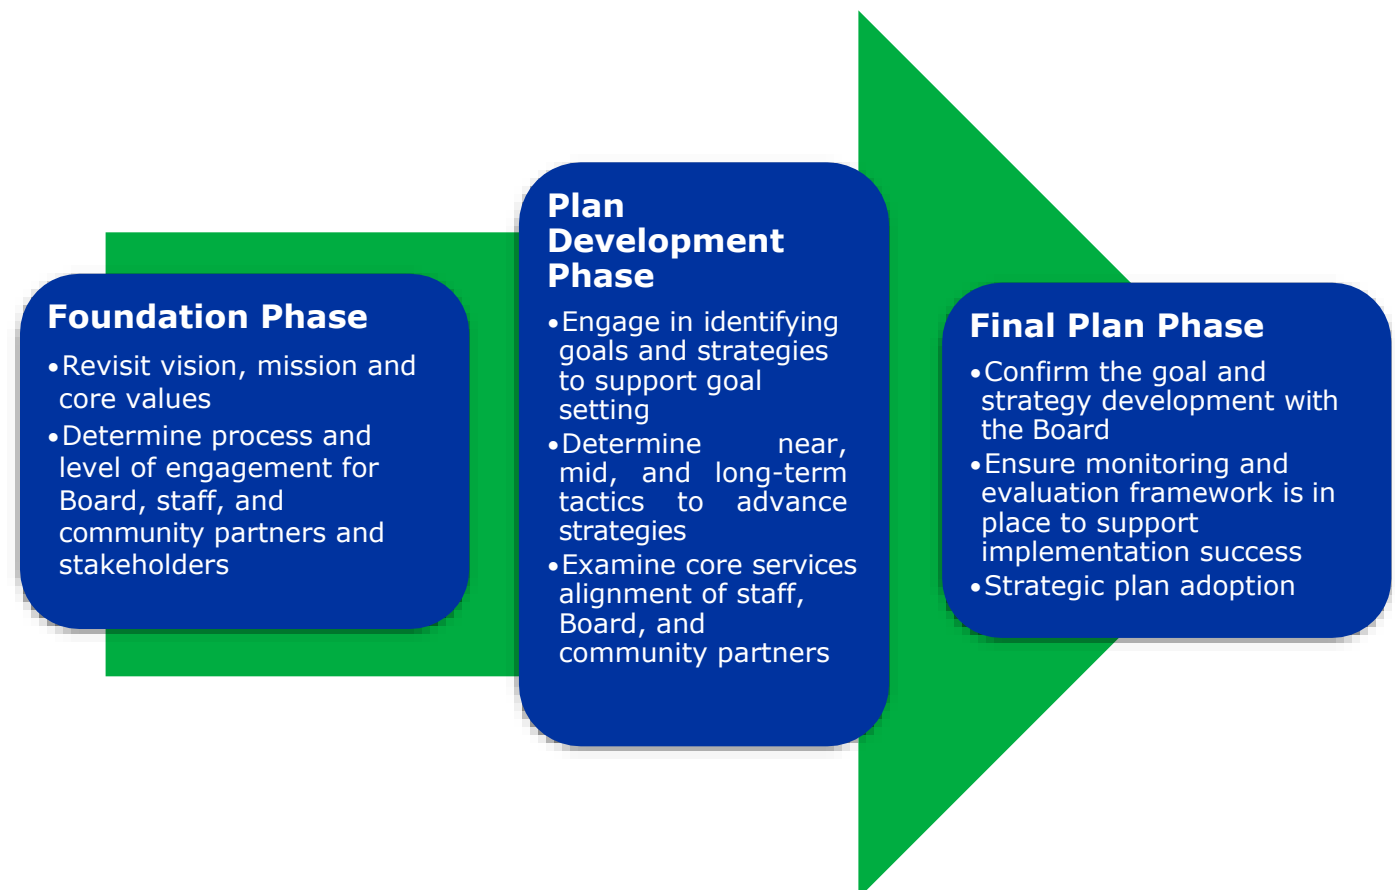 Foundation Phase
•Revisit vision, mission and
core values
•Determine process and
level of engagement for
Board, staff, and
community partners and
stakeholders
Plan
Development
Phase
•Engage in identifying
goals and strategies
to support goal
setting
•Determine near,
mid, and long-term
tactics to advance
strategies
•Examine core services
alignment of staff,
Board, and
community partners
Final Plan Phase
•Confirm the goal and
strategy development with
the Board
•Ensure monitoring and
evaluation framework is in
place to support
implementation success
•Strategic plan adoption